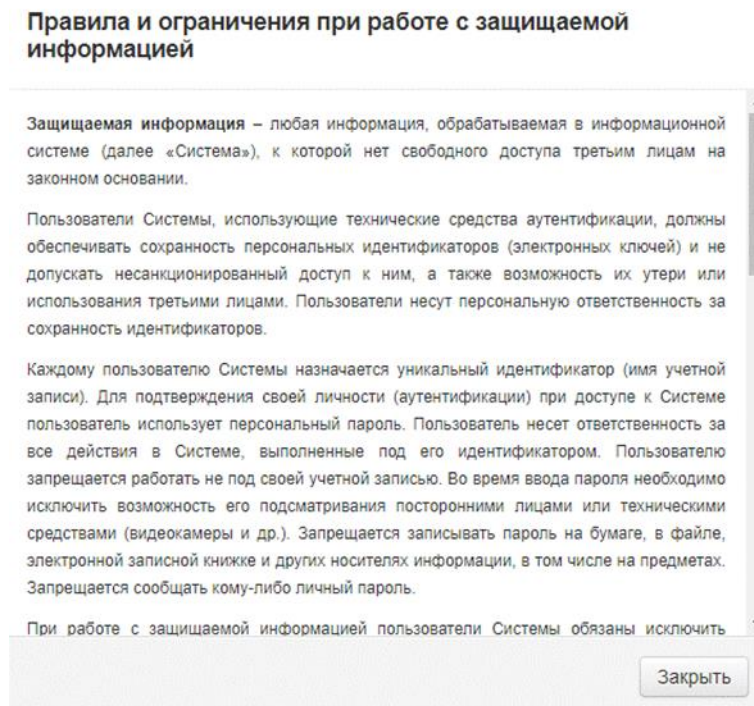 Правила и ограничения при работе с защищаемой
информацией
Защищаемая информация – любая информация, обрабатываемая в информационной
системе (далее «Система»), к которой нет свободного доступа третьим лицам на
законном основании.
Пользователи Системы, использующие технические средства аутентификации, должны
обеспечивать сохранность персональных идентификаторов (электронных ключей) и не
допускать несанкционированный доступ к ним, а также возможность их утери или
использования третьими лицами. Пользователи несут персональную ответственность за
сохранность идентификаторов.
Каждому пользователю Системы назначается уникальный идентификатор (имя учетной
записи). Для подтверждения своей личности (аутентификации) при доступе к Системе
пользователь использует персональный пароль. Пользователь несет ответственность за
все действия в Системе, выполненные под его идентификатором. Пользователю
запрещается работать не под своей учетной записью. Во время ввода пароля необходимо
исключить возможность его подсматривания посторонними лицами или техническими
средствами (видеокамеры и др.). Запрещается записывать пароль на бумаге, в файле,
электронной записной книжке и других носителях информации, в том числе на предметах.
Запрещается сообщать кому-либо личный пароль.
При работе с защищаемой информацией пользователи Системы обязаны исключить
Закрыть